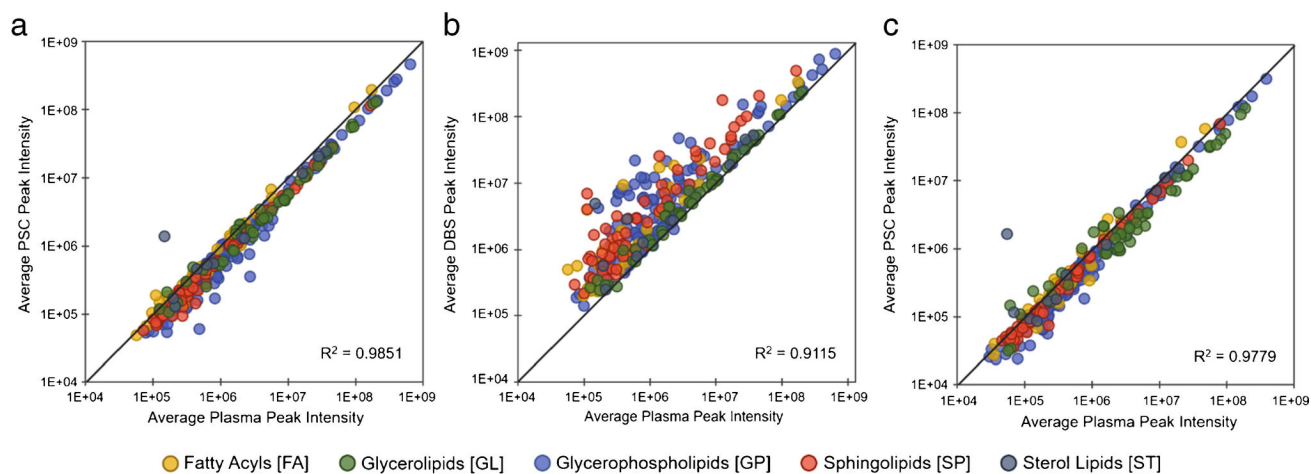 a
1E+09
1E+08
1E+07
1E+06
1E+05
1E+04
Average PSC Peak Intensity
R² = 0.9851
1E+04 1E+05 1E+06 1E+07 1E+08 1E+09
Average Plasma Peak Intensity
b
1E+09
1E+08
1E+07
1E+06
1E+05
1E+04
Average DBS Peak Intensity
R² = 0.9115
1E+04 1E+05 1E+06 1E+07 1E+08 1E+09
Average Plasma Peak Intensity
c
1E+09
1E+08
1E+07
1E+06
1E+05
1E+04
Average PSC Peak Intensity
R² = 0.9779
1E+04 1E+05 1E+06 1E+07 1E+08 1E+09
Average Plasma Peak Intensity
Fatty Acyls [FA] Glycerolipids [GL] Glycerophospholipids [GP] Sphingolipids [SP] Sterol Lipids [ST]